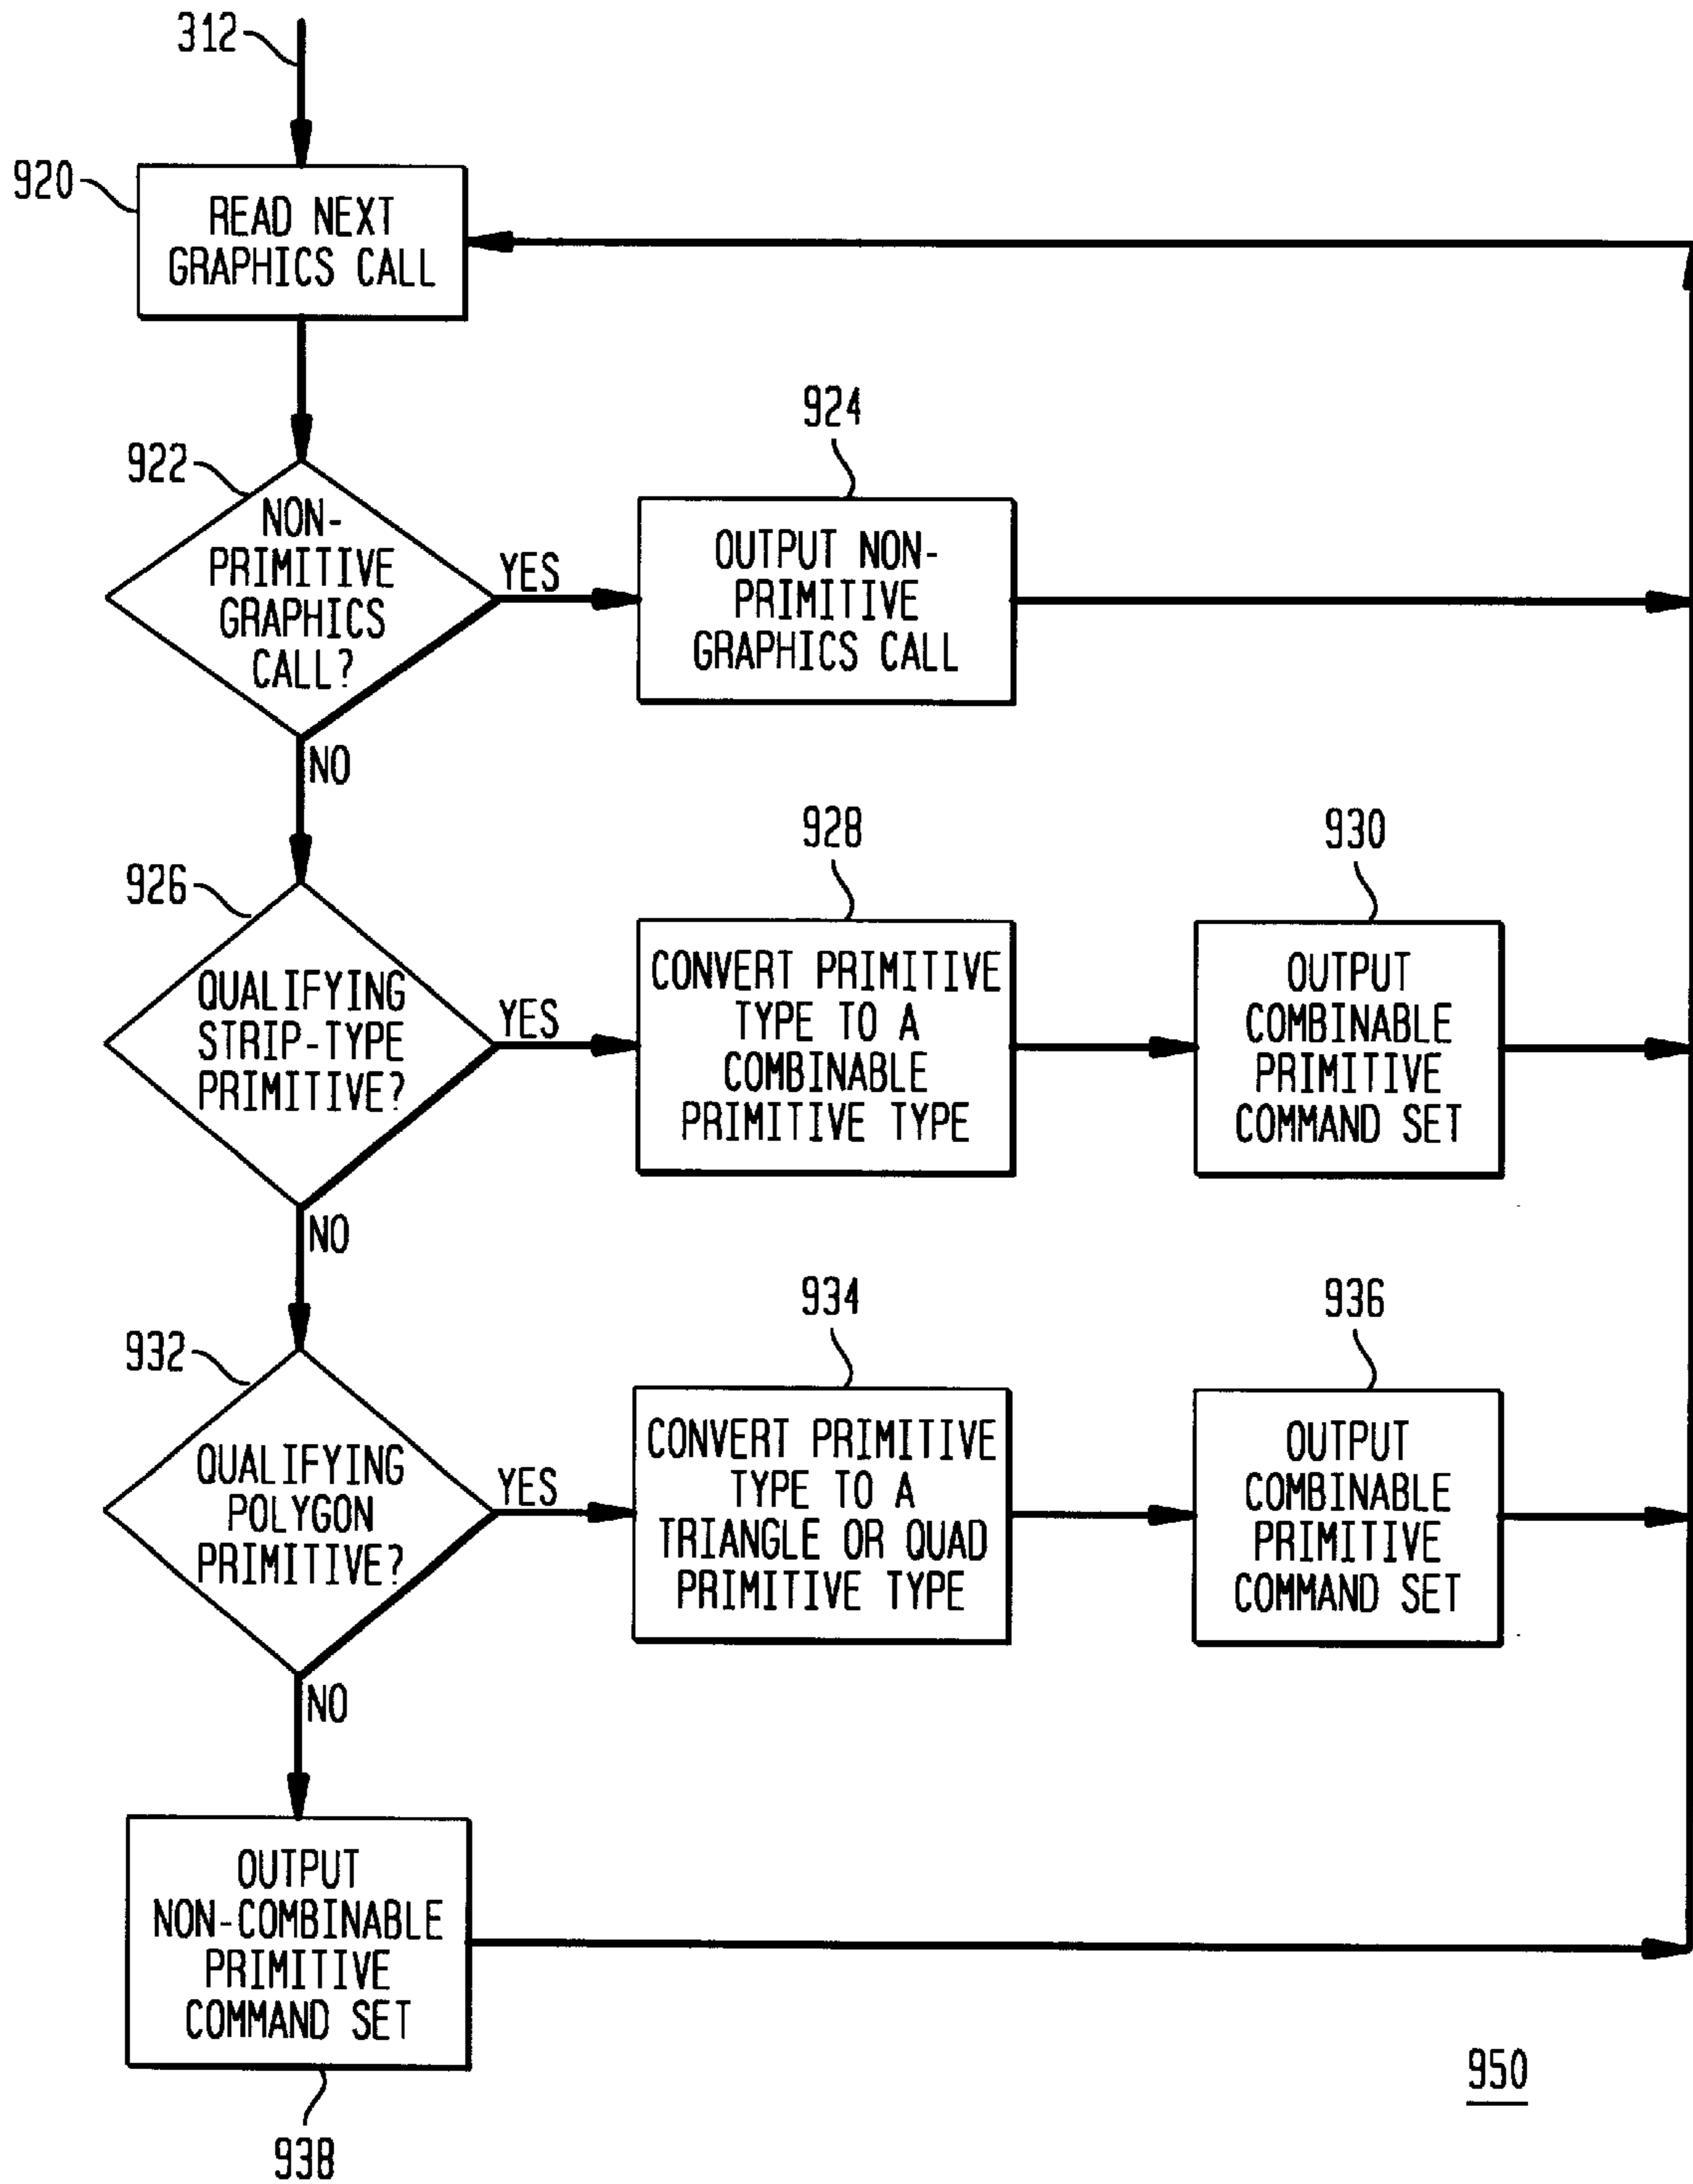 312
920
READ NEXT
GRAPHICS CALL
922
NON-
PRIMITIVE
GRAPHICS
CALL?
YES
924
OUTPUT NON-
PRIMITIVE
GRAPHICS CALL
NO
926
QUALIFYING
STRIP-TYPE
PRIMITIVE?
YES
928
CONVERT PRIMITIVE
TYPE TO A
COMBINABLE
PRIMITIVE TYPE
930
OUTPUT
COMBINABLE
PRIMITIVE
COMMAND SET
NO
932
QUALIFYING
POLYGON
PRIMITIVE?
YES
934
CONVERT PRIMITIVE
TYPE TO A
TRIANGLE OR QUAD
PRIMITIVE TYPE
936
OUTPUT
COMBINABLE
PRIMITIVE
COMMAND SET
NO
OUTPUT
NON-COMBINABLE
PRIMITIVE
COMMAND SET
938
950